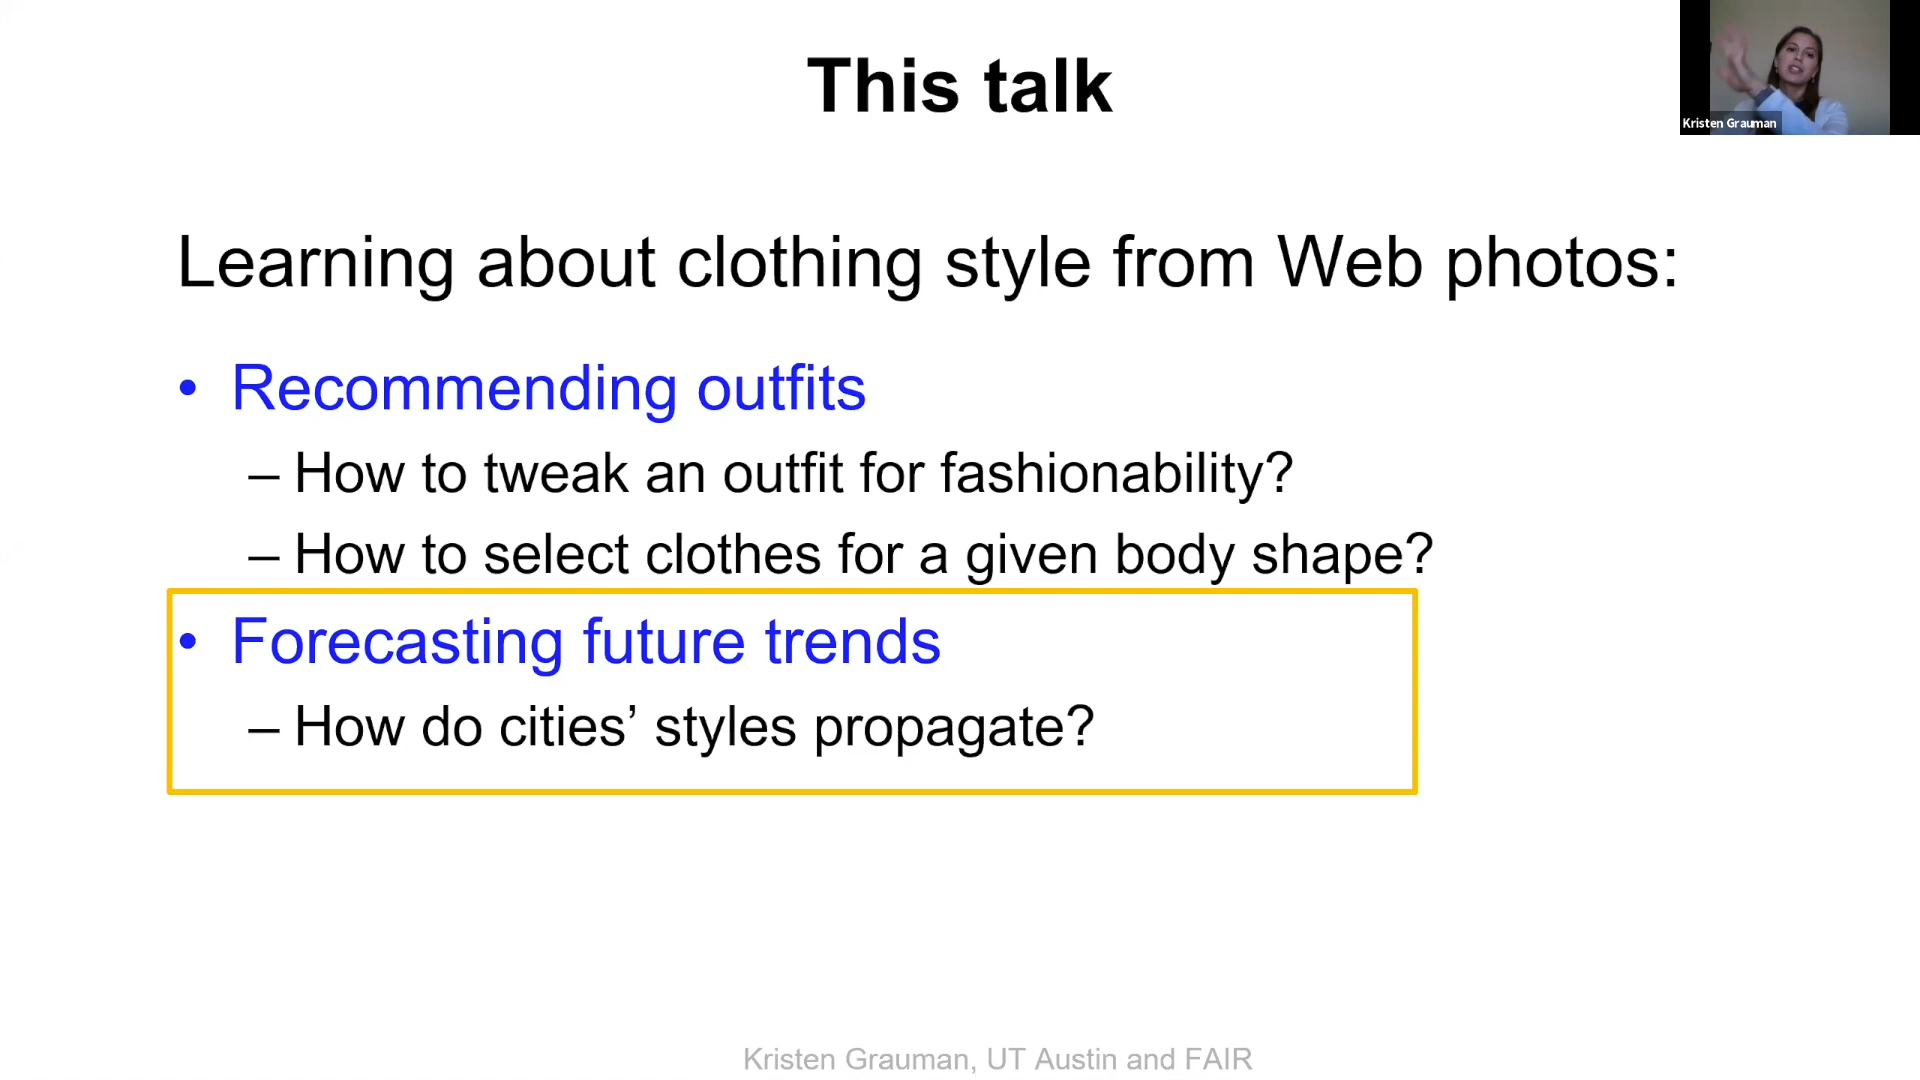 This talk
Kristen Grauman
Learning about clothing style from Web photos:
• Recommending outfits
– How to tweak an outfit for fashionability?
– How to select clothes for a given body shape?
• Forecasting future trends
– How do cities’ styles propagate?
Kristen Grauman, UT Austin and FAIR